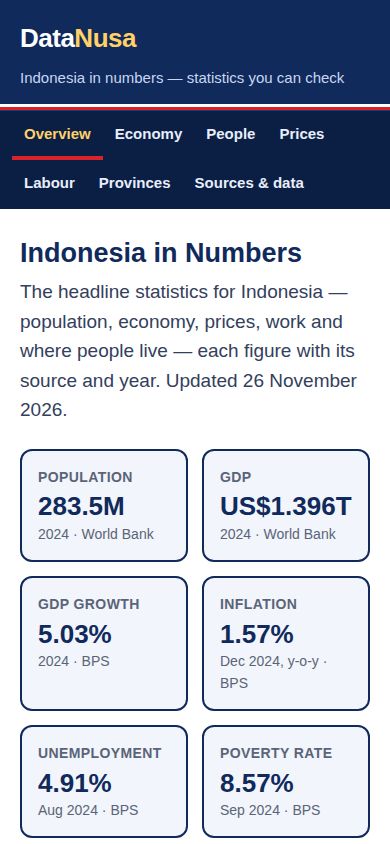 DataNusa
Indonesia in numbers — statistics you can check
Overview Economy People Prices
Labour Provinces Sources & data
Indonesia in Numbers
The headline statistics for Indonesia —
population, economy, prices, work and
where people live — each figure with its
source and year. Updated 26 November
2026.
POPULATION
283.5M
2024 · World Bank
GDP
US$1.396T
2024 · World Bank
GDP GROWTH
5.03%
2024 · BPS
INFLATION
1.57%
Dec 2024, y-o-y ·
BPS
UNEMPLOYMENT
4.91%
Aug 2024 · BPS
POVERTY RATE
8.57%
Sep 2024 · BPS